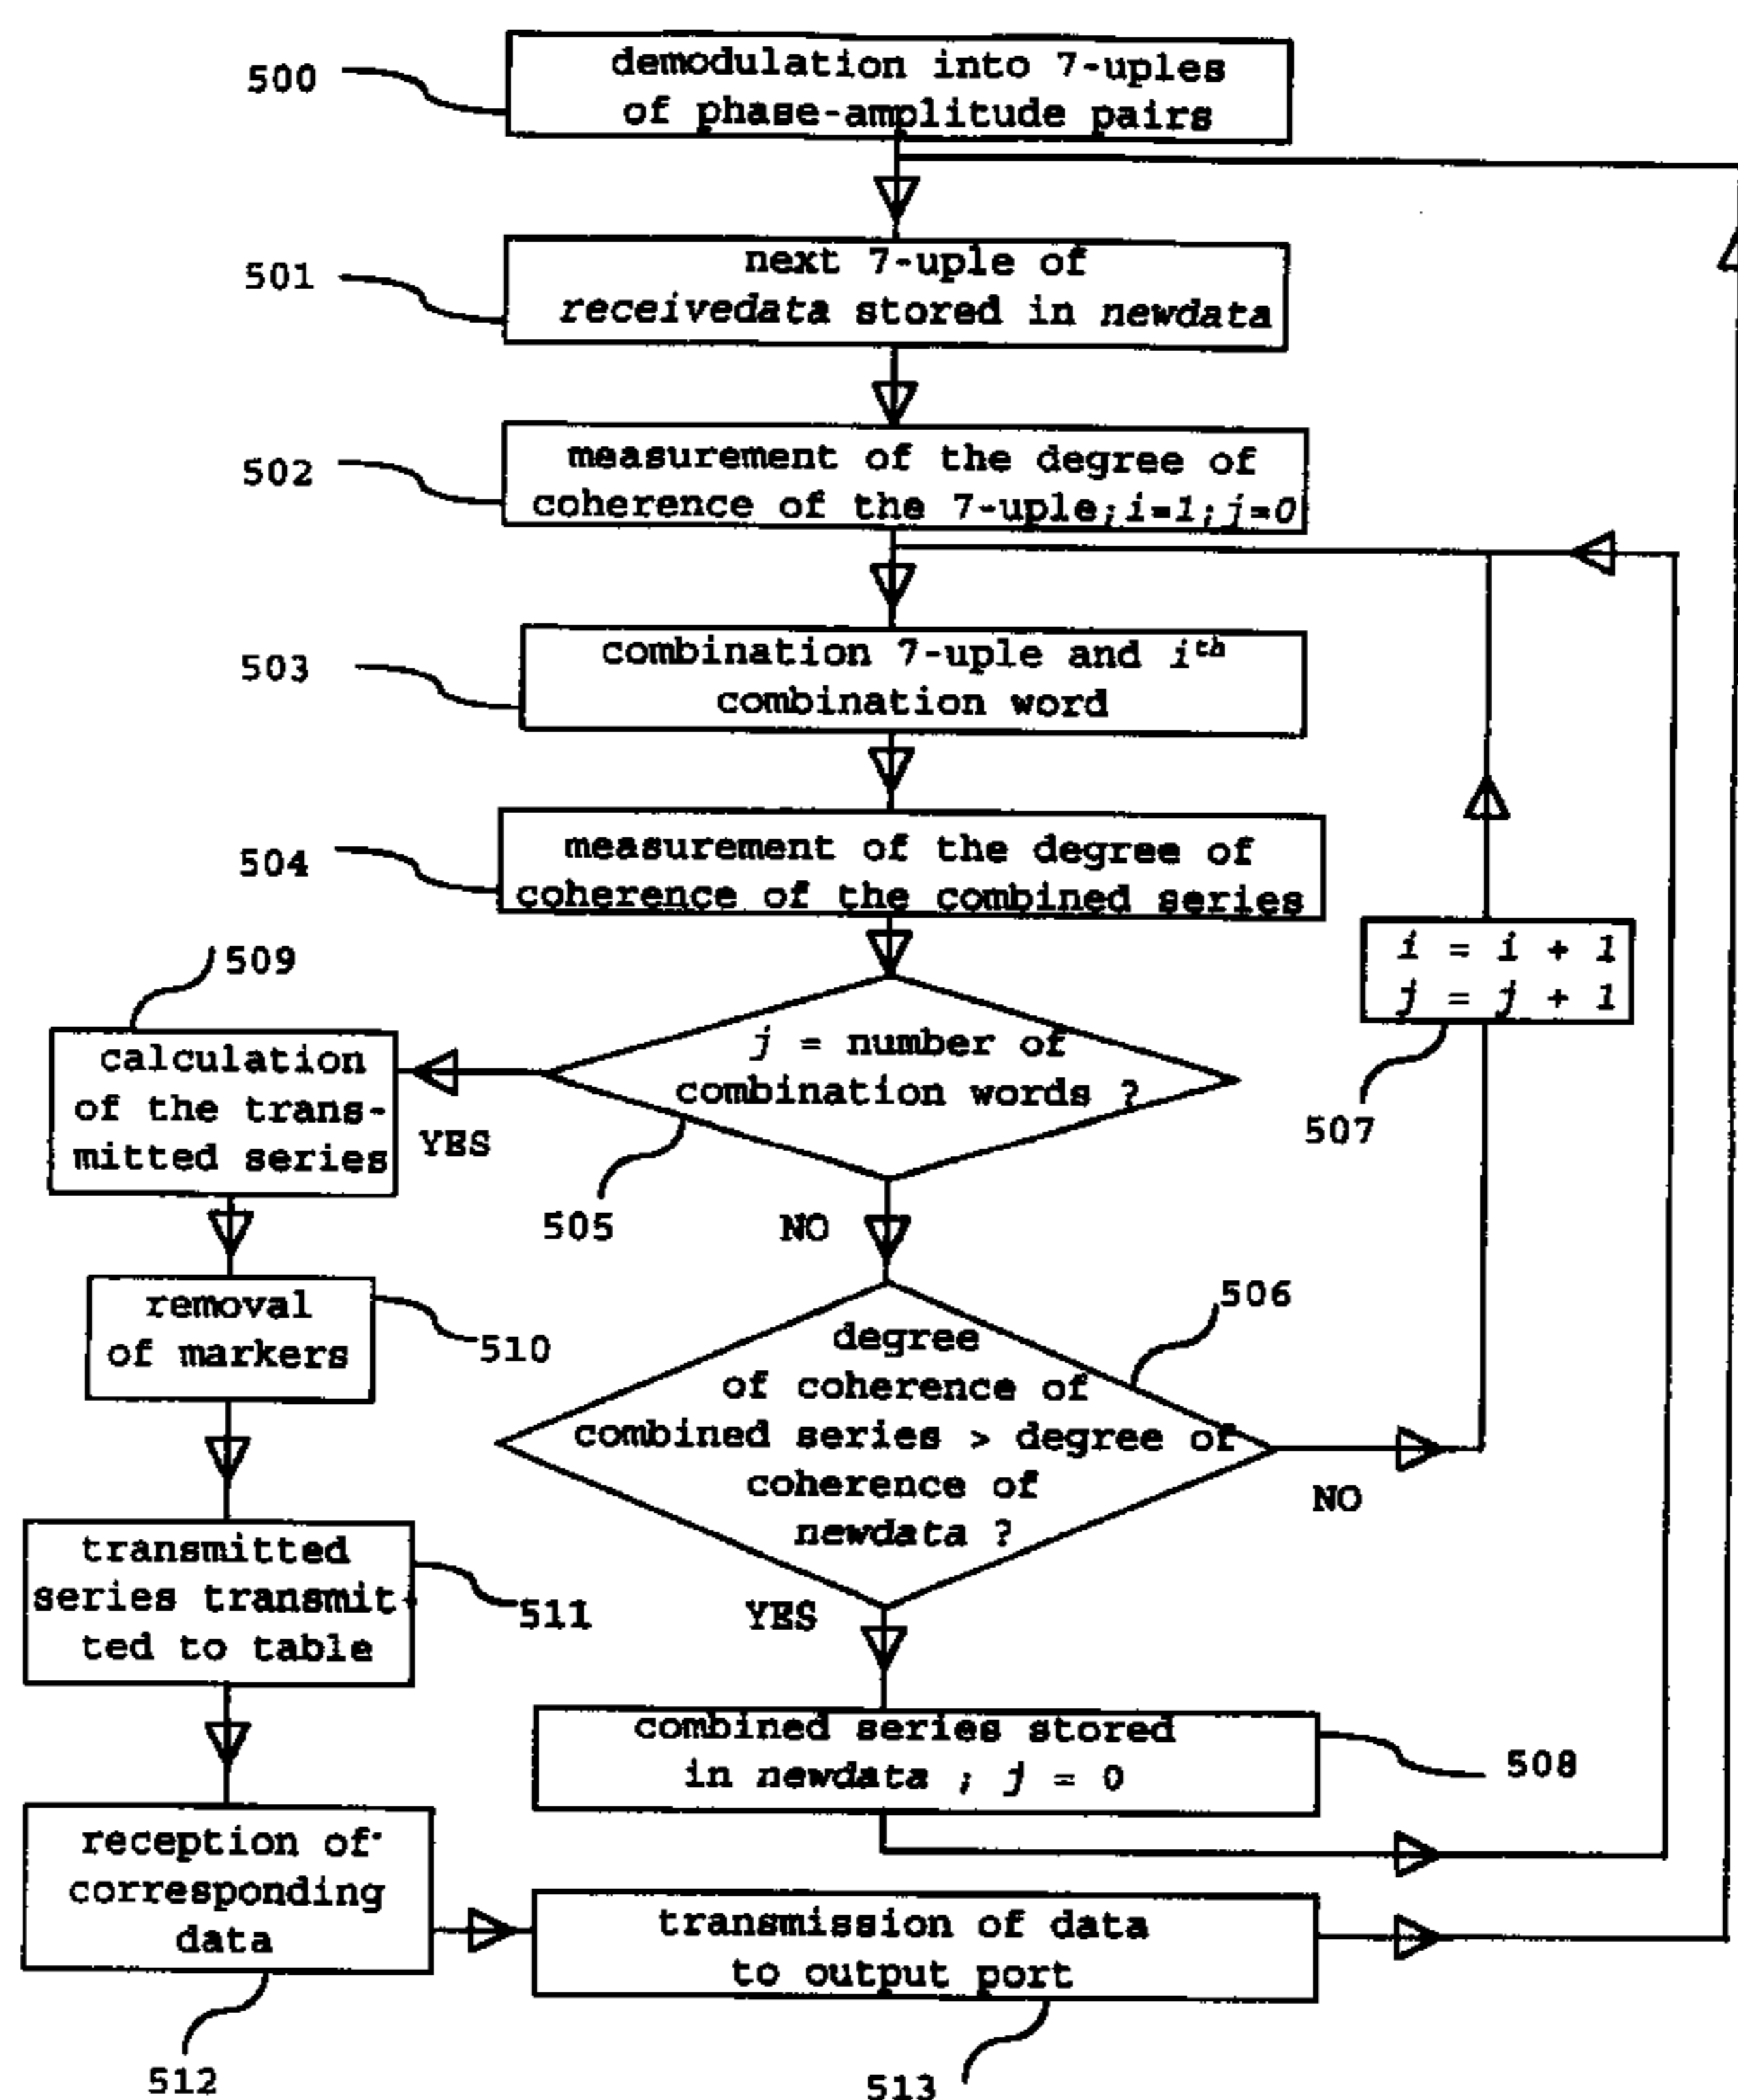 500
demodulation into 7-uples
of phase-amplitude pairs
501
next 7-uple of
receivedata stored in newdata
502
measurement of the degree of
coherence of the 7-uple; i=1; j=0
503
combination 7-uple and i^th
combination word
504
measurement of the degree of
coherence of the combined series
505
j = number of
combination words ?
YES
NO
506
degree
of coherence of
combined series > degree of
coherence of
newdata ?
NO
YES
507
i = i + 1
j = j + 1
508
combined series stored
in newdata ; j = 0
509
calculation
of the trans-
mitted series
510
removal
of markers
511
transmitted
series transmit-
ted to table
512
reception of
corresponding
data
513
transmission of data
to output port